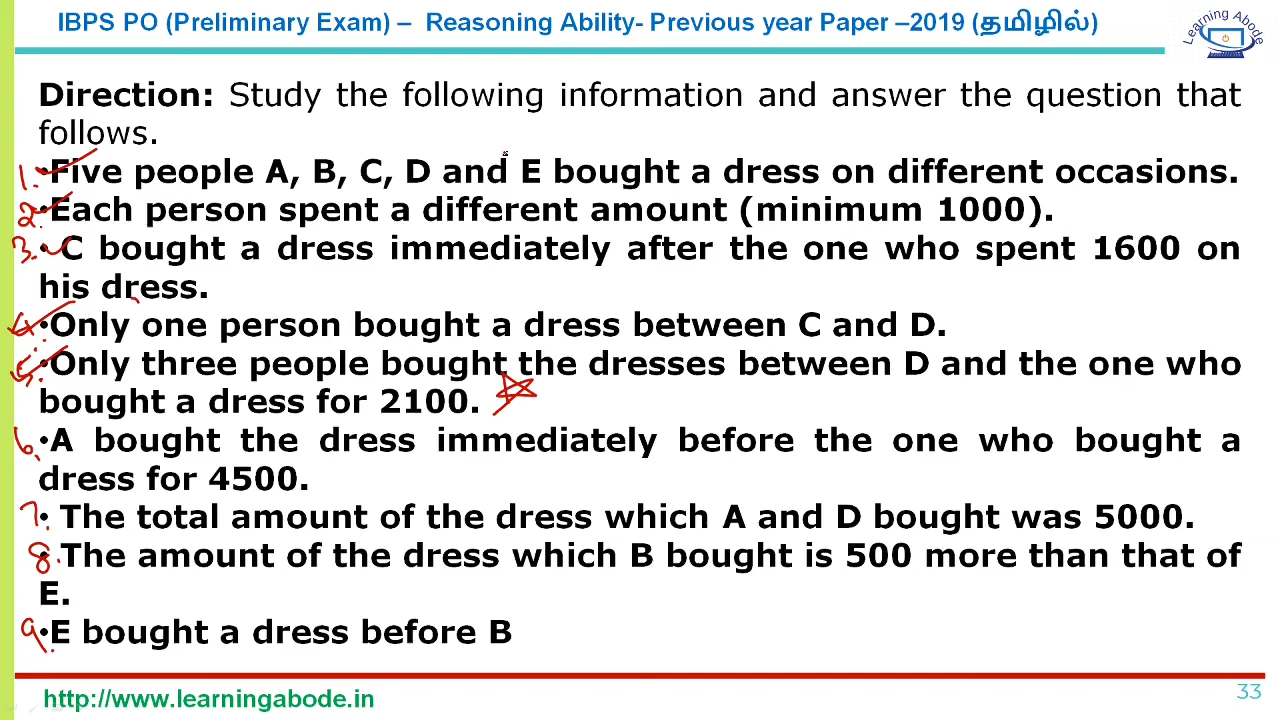 IBPS PO (Preliminary Exam) – Reasoning Ability- Previous year Paper –2019 (தமிழில்)
Learning Abode
Direction: Study the following information and answer the question that
follows.
1. •Five people A, B, C, D and E bought a dress on different occasions.
2. •Each person spent a different amount (minimum 1000).
3. • C bought a dress immediately after the one who spent 1600 on
his dress.
4. •Only one person bought a dress between C and D.
5. •Only three people bought the dresses between D and the one who
bought a dress for 2100.
6. •A bought the dress immediately before the one who bought a
dress for 4500.
7. • The total amount of the dress which A and D bought was 5000.
8. • The amount of the dress which B bought is 500 more than that of
E.
9. •E bought a dress before B
http://www.learningabode.in
33